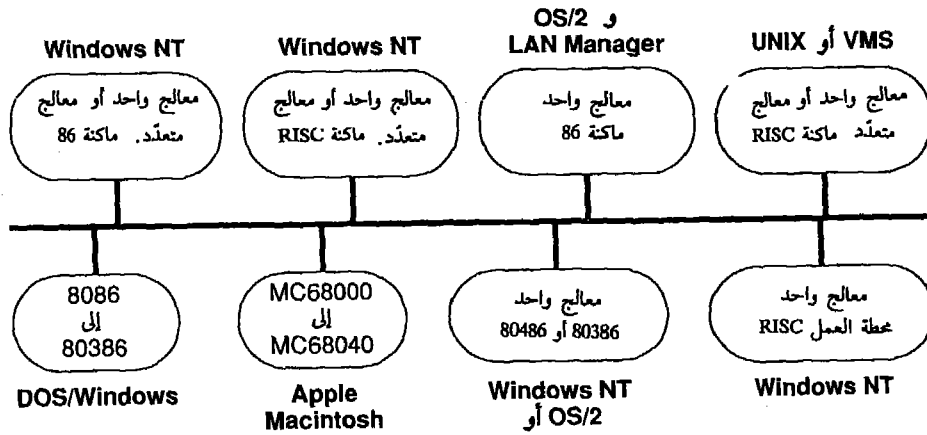 Windows NT
معالج واحد أو معالج
متعدّد. ماكنة 86
Windows NT
معالج واحد أو معالج
متعدّد. ماكنة RISC
و OS/2
LAN Manager
معالج واحد
ماكنة 86
VMS أو UNIX
معالج واحد أو معالج
متعدّد ماكنة RISC
8086
إلى
80386
DOS/Windows
MC68000
إلى
MC68040
Apple
Macintosh
معالج واحد
80386 أو 80486
Windows NT
أو OS/2
معالج واحد
محطة العمل RISC
Windows NT